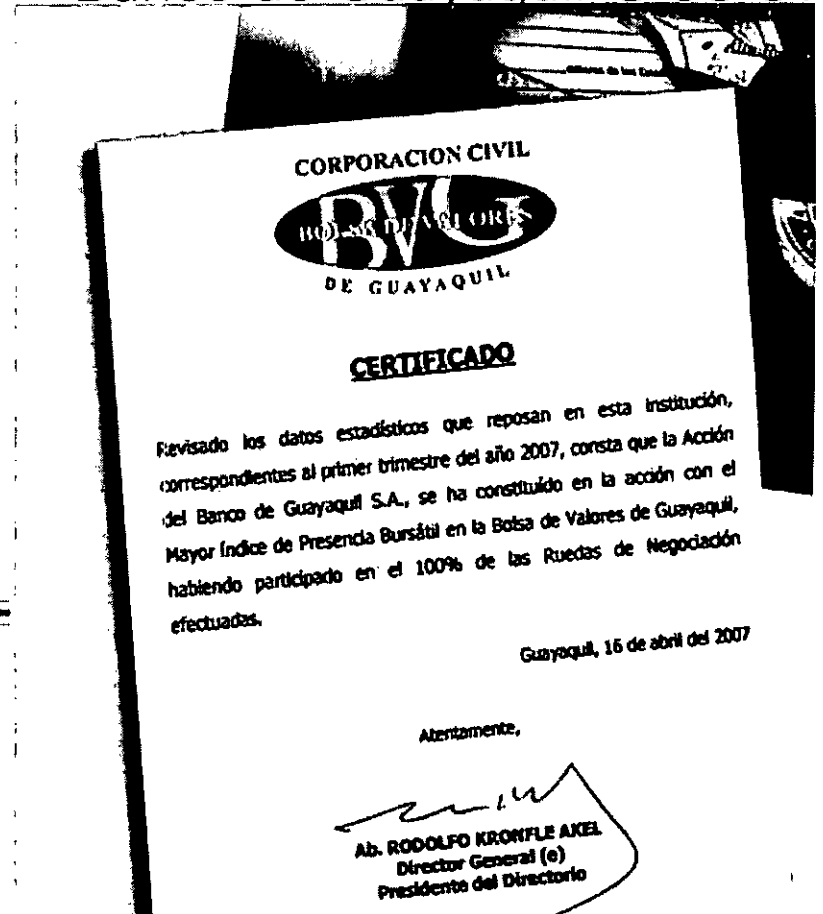 CORPORACION CIVIL
BVG
BOLSA DE VALORES
DE GUAYAQUIL
CERTIFICADO
Revisado los datos estadísticos que reposan en esta Institución,
correspondientes al primer trimestre del año 2007, consta que la Acción
del Banco de Guayaquil S.A., se ha constituído en la acción con el
Mayor Índice de Presencia Bursátil en la Bolsa de Valores de Guayaquil,
habiendo participado en el 100% de las Ruedas de Negociación
efectuadas.
Guayaquil, 16 de abril del 2007
Atentamente,
Ab. RODOLFO KRONFLE AKEL
Director General (e)
Presidente del Directorio